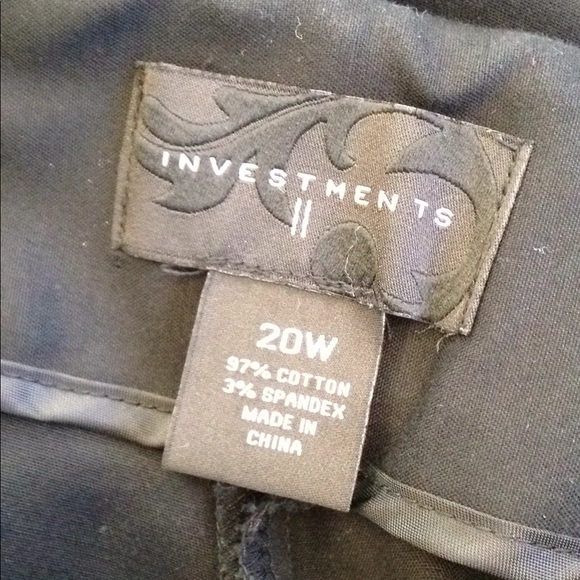 INVESTMENTS
II
20W
97% COTTON
3% SPANDEX
MADE IN
CHINA